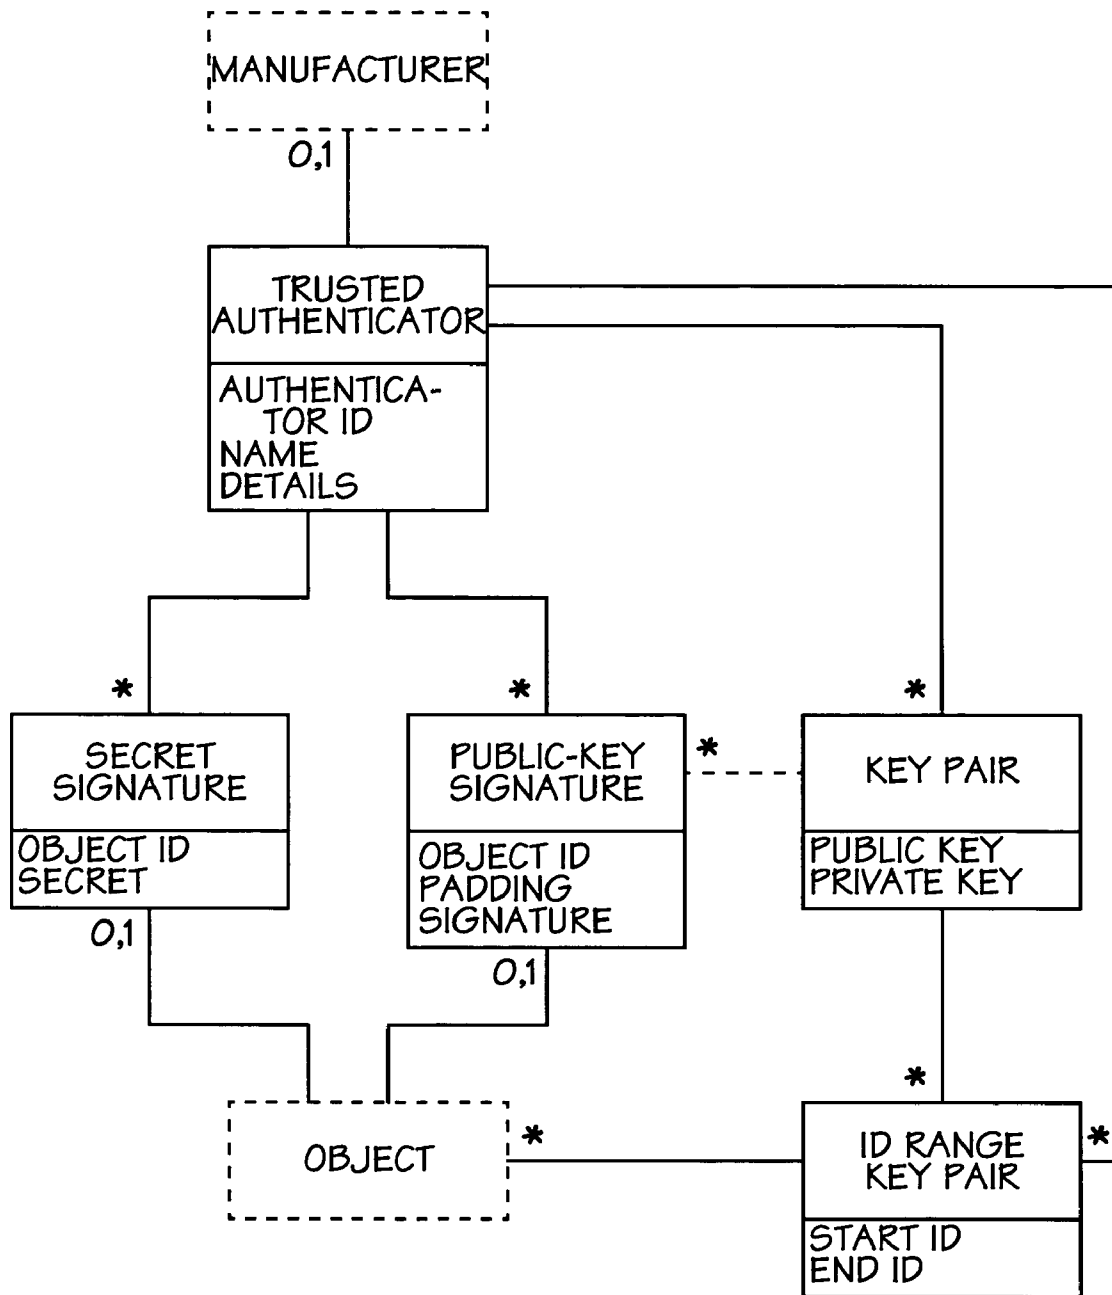 MANUFACTURER
0,1
TRUSTED
AUTHENTICATOR
AUTHENTICA-
TOR ID
NAME
DETAILS
*
*
*
SECRET
SIGNATURE
OBJECT ID
SECRET
0,1
PUBLIC-KEY
SIGNATURE
*
OBJECT ID
PADDING
SIGNATURE
0,1
KEY PAIR
PUBLIC KEY
PRIVATE KEY
*
OBJECT
*
ID RANGE
KEY PAIR
*
START ID
END ID